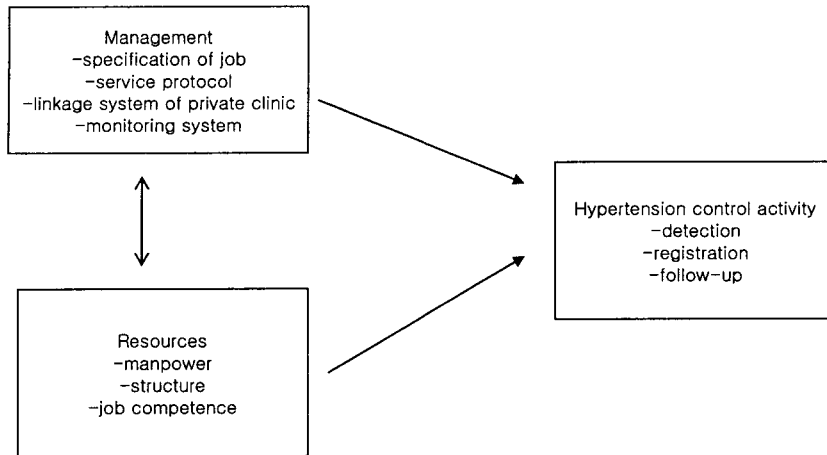 Management
-specification of job
-service protocol
-linkage system of private clinic
-monitoring system
Hypertension control activity
-detection
-registration
-follow-up
Resources
-manpower
-structure
-job competence